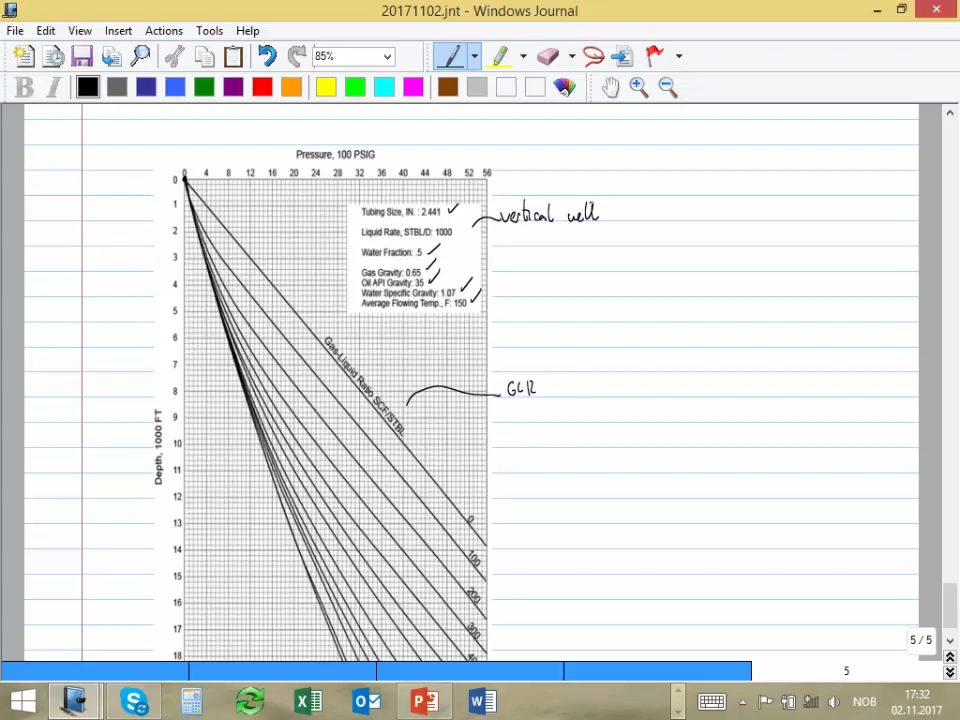 20171102.jnt - Windows Journal
File Edit View Insert Actions Tools Help
85%
B I
Pressure, 100 PSIG
0 4 8 12 16 20 24 28 32 36 40 44 48 52 56
0
1
2
3
4
5
6
7
8
9
10
11
12
13
14
15
16
17
18
Depth, 1000 FT
Tubing Size, IN. : 2.441
Liquid Rate, STBL/D: 1000
Water Fraction: .5
Gas Gravity: 0.65
Oil API Gravity: 35
Water Specific Gravity: 1.07
Average Flowing Temp., F: 150
vertical well
Gas-Liquid Ratio SCF/STBL
GLR
0
100
200
300
5 / 5
5
NOB
17:32
02.11.2017